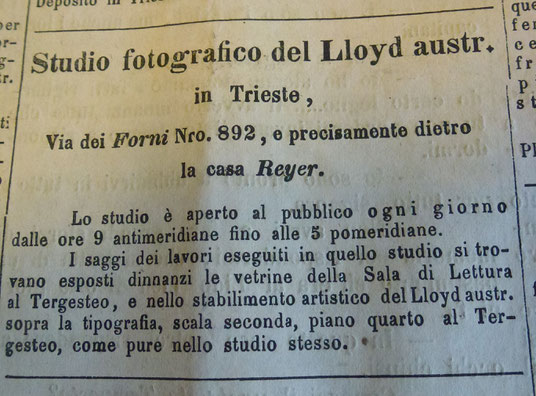 Deposito in
Studio fotografico del Lloyd austr.
in Trieste,
Via dei Forni Nro. 892, e precisamente dietro
la casa Reyer.
Lo studio è aperto al pubblico ogni giorno
dalle ore 9 antimeridiane fino alle 5 pomeridiane.
I saggi dei lavori eseguiti in quello studio si tro-
vano esposti dinnanzi le vetrine della Sala di Lettura
al Tergesteo, e nello stabilimento artistico del Lloyd austr.
sopra la tipografia, scala seconda, piano quarto al Ter-
gesteo, come pure nello studio stesso.